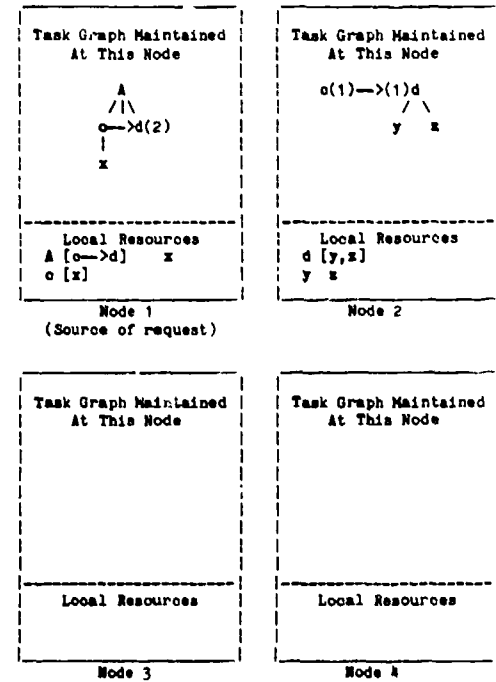 Task Graph Maintained
At This Node
A
/|\
c—>d(2)
|
x
Local Resources
A [c—>d] x
c [x]
Node 1
(Source of request)
Task Graph Maintained
At This Node
c(1)—>(1)d
/ \
y z
Local Resources
d [y,z]
y z
Node 2
Task Graph Maintained
At This Node
Local Resources
Node 3
Task Graph Maintained
At This Node
Local Resources
Node 4